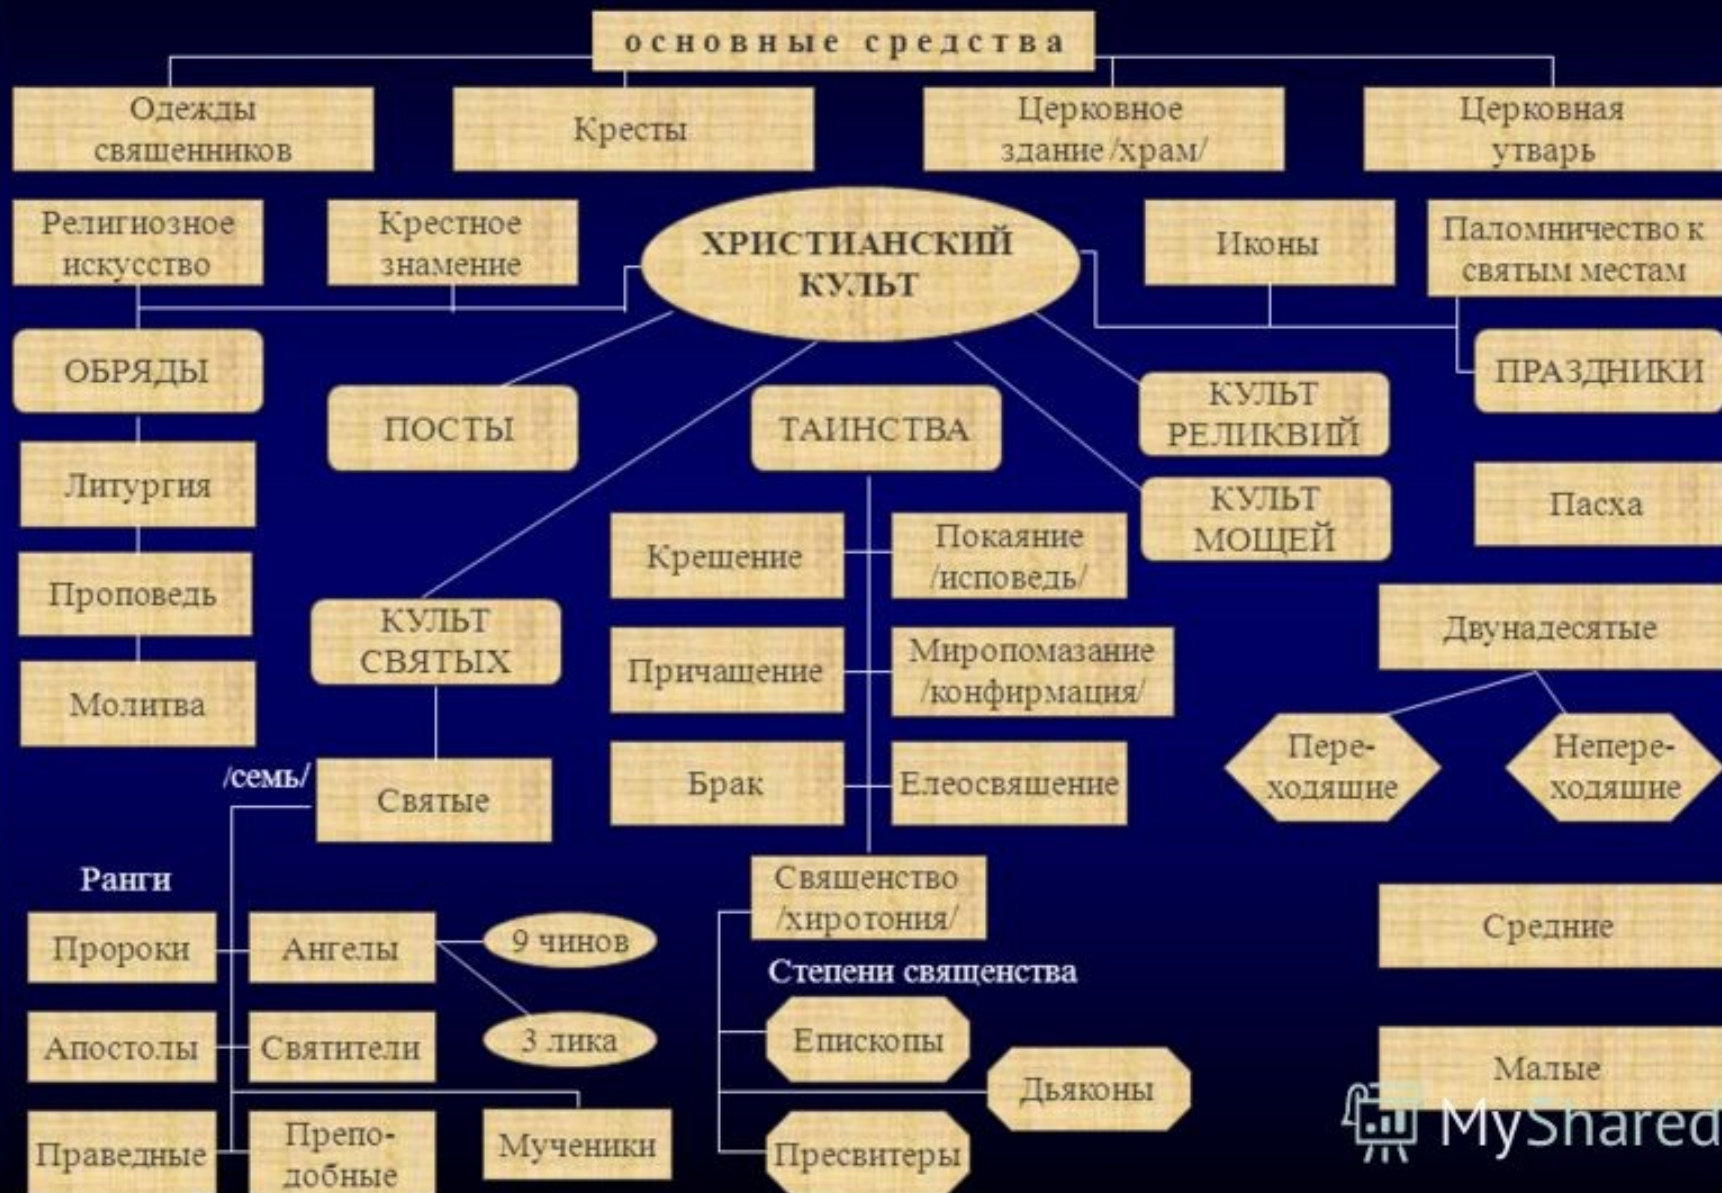 основные средства
Одежды
священников
Кресты
Церковное
здание /храм/
Церковная
утварь
Религиозное
искусство
Крестное
знамение
ХРИСТИАНСКИЙ
КУЛЬТ
Иконы
Паломничество к
святым местам
ОБРЯДЫ
ПОСТЫ
ТАИНСТВА
КУЛЬТ
РЕЛИКВИЙ
ПРАЗДНИКИ
Литургия
КУЛЬТ
МОЩЕЙ
Пасха
Крещение
Покаяние
/исповедь/
Проповедь
КУЛЬТ
СВЯТЫХ
Двунадесятые
Причащение
Миропомазание
/конфирмация/
Молитва
/семь/
Святые
Брак
Елеосвящение
Пере-
ходящие
Непере-
ходящие
Ранги
Священство
/хиротония/
Пророки
Ангелы
9 чинов
Степени священства
Средние
Апостолы
Святители
3 лика
Епископы
Дьяконы
Малые
Праведные
Препо-
добные
Мученики
Пресвитеры
MyShared